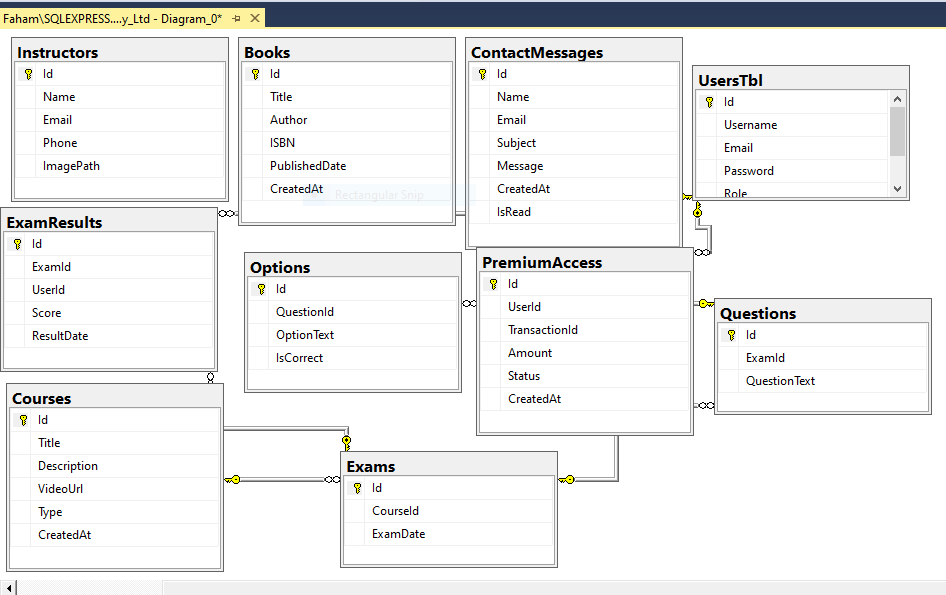 Faham\SQLEXPRESS....y_Ltd - Diagram_0*
Instructors
Id
Name
Email
Phone
ImagePath
Books
Id
Title
Author
ISBN
PublishedDate
CreatedAt
Rectangular Snip
ContactMessages
Id
Name
Email
Subject
Message
CreatedAt
IsRead
UsersTbl
Id
Username
Email
Password
Role
ExamResults
Id
ExamId
UserId
Score
ResultDate
Options
Id
QuestionId
OptionText
IsCorrect
PremiumAccess
Id
UserId
TransactionId
Amount
Status
CreatedAt
Questions
Id
ExamId
QuestionText
Courses
Id
Title
Description
VideoUrl
Type
CreatedAt
Exams
Id
CourseId
ExamDate